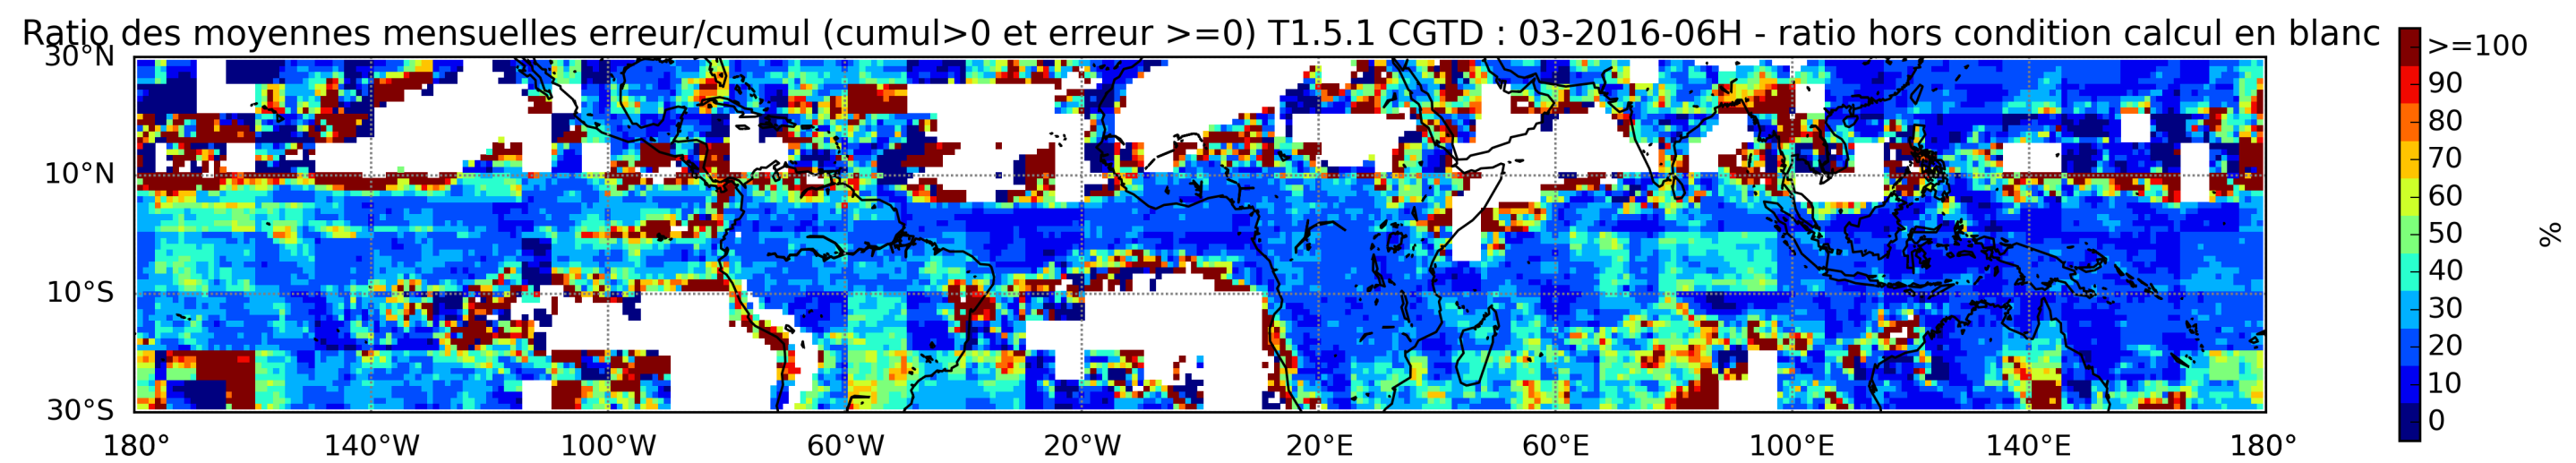 Ratio des moyennes mensuelles erreur/cumul (cumul>0 et erreur >=0) T1.5.1 CGTD : 03-2016-06H - ratio hors condition calcul en blanc
30°N
10°N
10°S
30°S
180° 140°W 100°W 60°W 20°W 20°E 60°E 100°E 140°E 180°
>=100
90
80
70
60
50
40
30
20
10
0
%